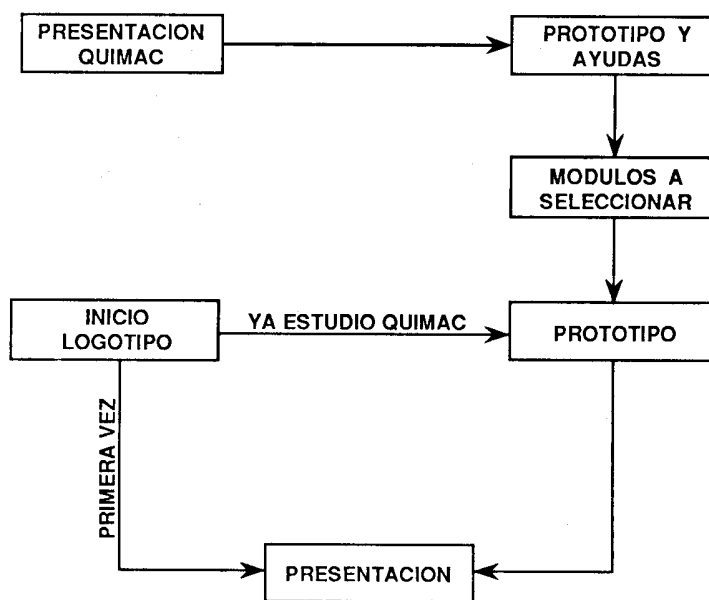 PRESENTACION
QUIMAC
PROTOTIPO Y
AYUDAS
MODULOS A
SELECCIONAR
INICIO
LOGOTIPO
YA ESTUDIO QUIMAC
PROTOTIPO
PRIMERA VEZ
PRESENTACION